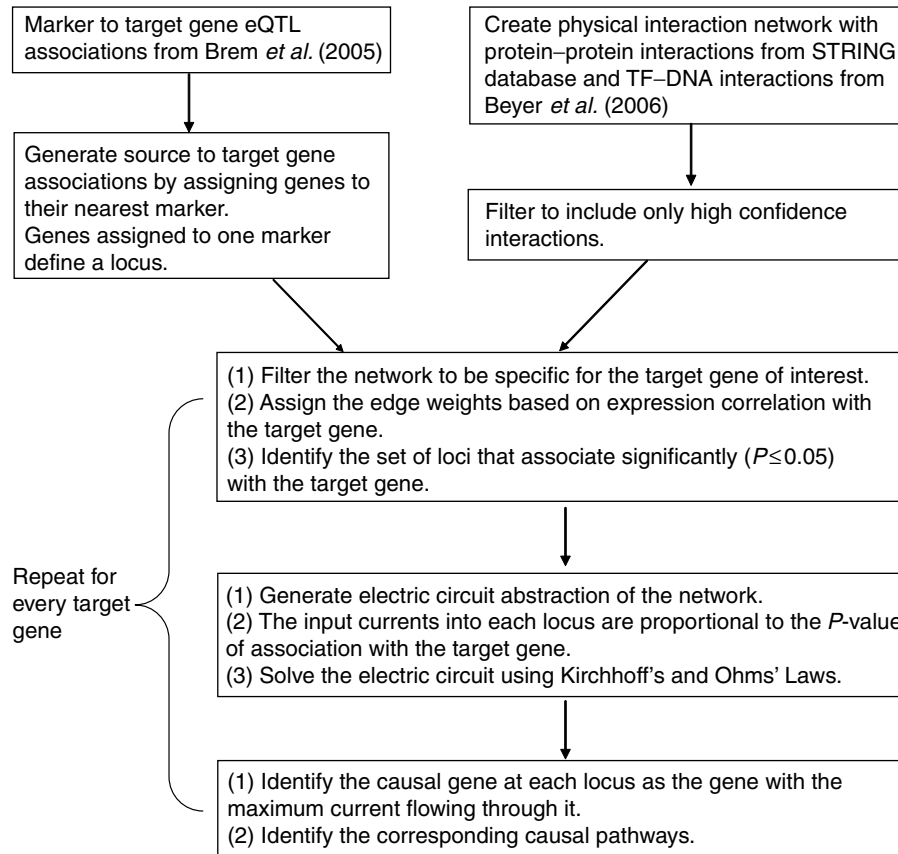 Marker to target gene eQTL
associations from Brem et al. (2005)
Create physical interaction network with
protein–protein interactions from STRING
database and TF–DNA interactions from
Beyer et al. (2006)
Generate source to target gene
associations by assigning genes to
their nearest marker.
Genes assigned to one marker
define a locus.
Filter to include only high confidence
interactions.
(1) Filter the network to be specific for the target gene of interest.
(2) Assign the edge weights based on expression correlation with
the target gene.
(3) Identify the set of loci that associate significantly (P≤0.05)
with the target gene.
Repeat for
every target
gene
(1) Generate electric circuit abstraction of the network.
(2) The input currents into each locus are proportional to the P-value
of association with the target gene.
(3) Solve the electric circuit using Kirchhoff's and Ohms' Laws.
(1) Identify the causal gene at each locus as the gene with the
maximum current flowing through it.
(2) Identify the corresponding causal pathways.